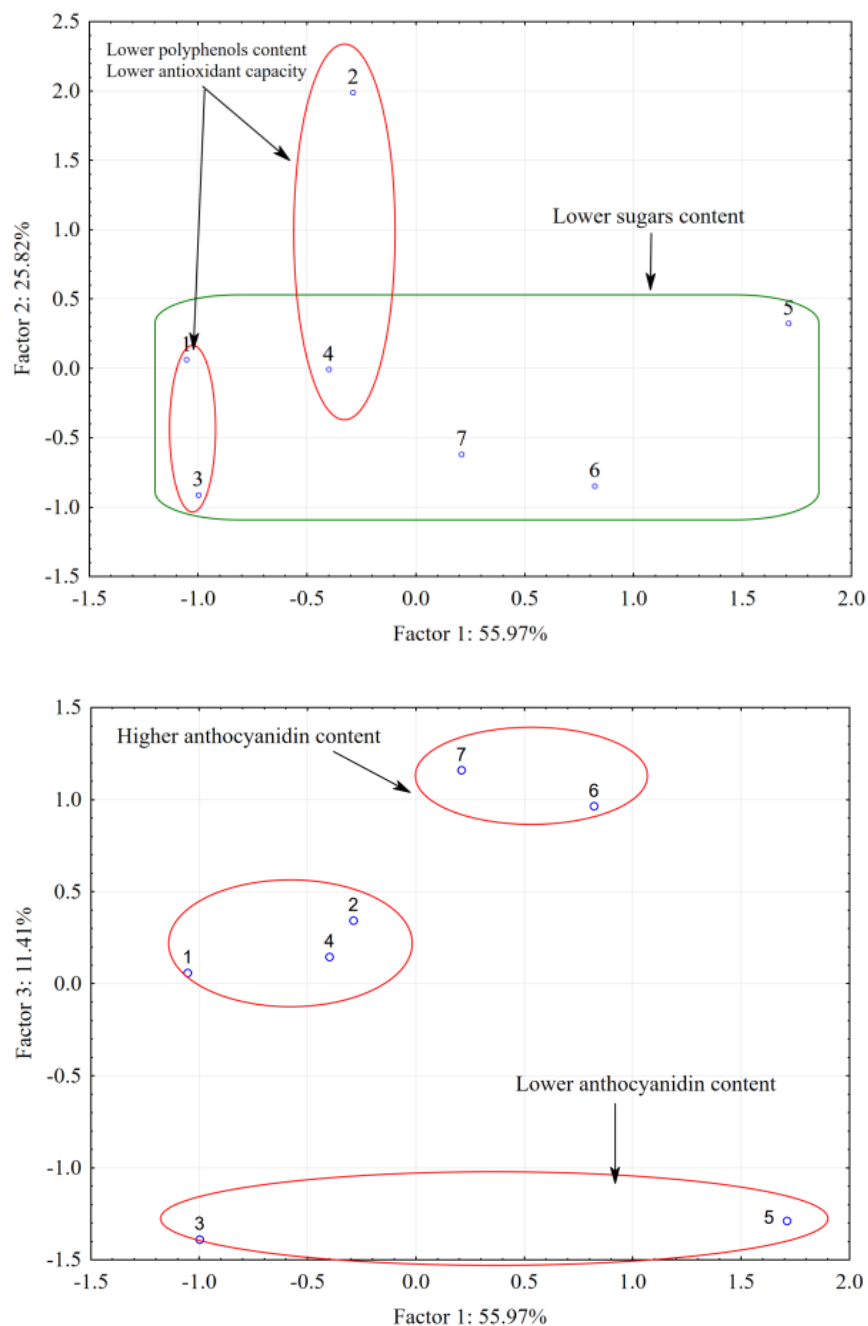 2.5
Lower polyphenols content
Lower antioxidant capacity
2
2.0
1.5
Lower sugars content
1.0
0.5
5
1
4
0.0
7
-0.5
6
3
-1.0
-1.5
-1.5 -1.0 -0.5 0.0 0.5 1.0 1.5 2.0
Factor 2: 25.82%
Factor 1: 55.97%
1.5
Higher anthocyanidin content
7
6
1.0
0.5
2
4
1
0.0
-0.5
Lower anthocyanidin content
-1.0
3
5
-1.5
-1.5 -1.0 -0.5 0.0 0.5 1.0 1.5 2.0
Factor 3: 11.41%
Factor 1: 55.97%